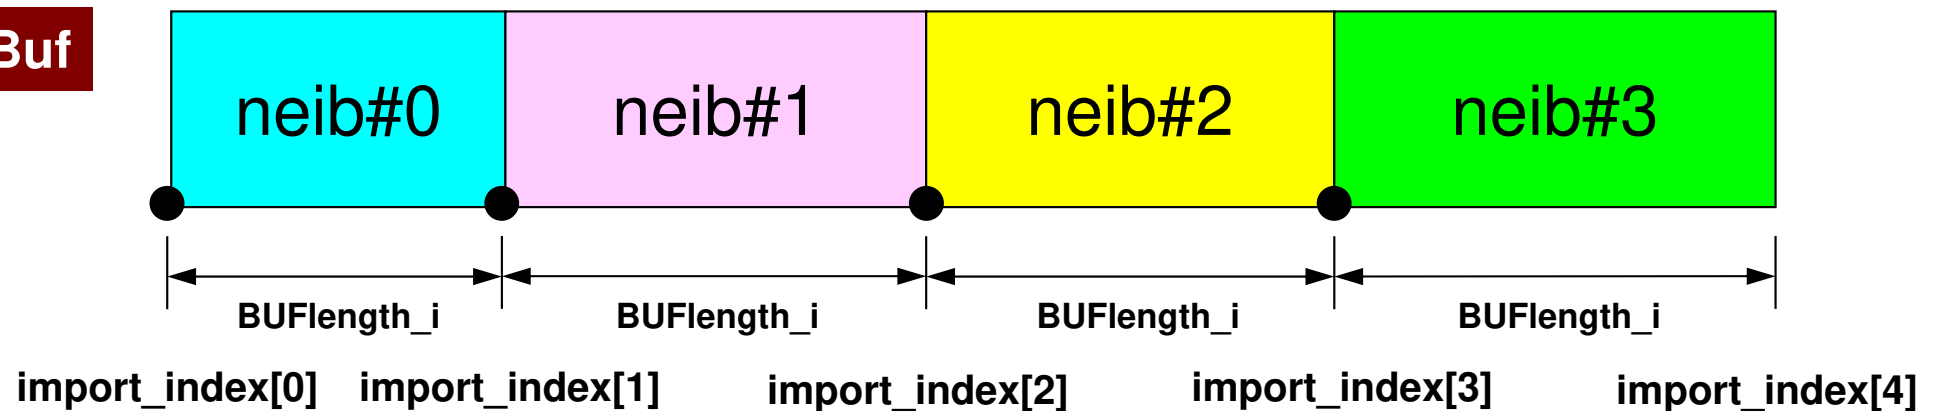 Buf
neib#0 neib#1 neib#2 neib#3
BUFlength_i BUFlength_i BUFlength_i BUFlength_i
import_index[0] import_index[1] import_index[2] import_index[3] import_index[4]